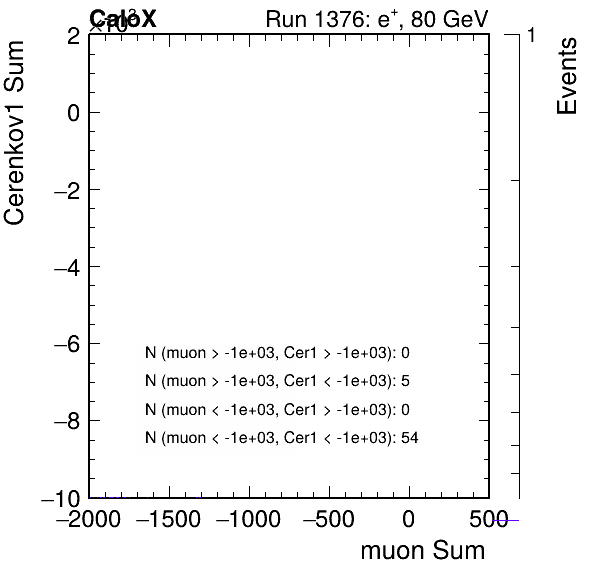 CaloX
×10³
Run 1376: e⁺, 80 GeV
Cerenkov1 Sum
Events
2
0
−2
−4
−6
−8
−10
1
N (muon > -1e+03, Cer1 > -1e+03): 0
N (muon > -1e+03, Cer1 < -1e+03): 5
N (muon < -1e+03, Cer1 > -1e+03): 0
N (muon < -1e+03, Cer1 < -1e+03): 54
−2000 −1500 −1000 −500 0 500
muon Sum